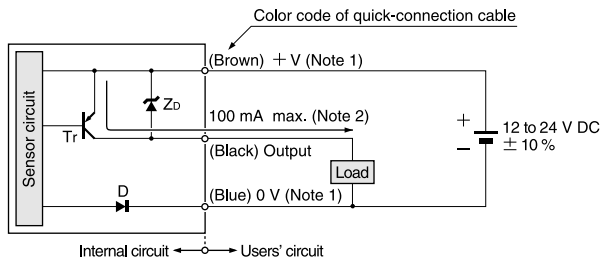 Color code of quick-connection cable
(Brown) +V (Note 1)
Sensor circuit
Tr
ZD
100 mA max. (Note 2)
(Black) Output
Load
+
−
12 to 24 V DC
±10 %
D
(Blue) 0 V (Note 1)
Internal circuit
Users' circuit